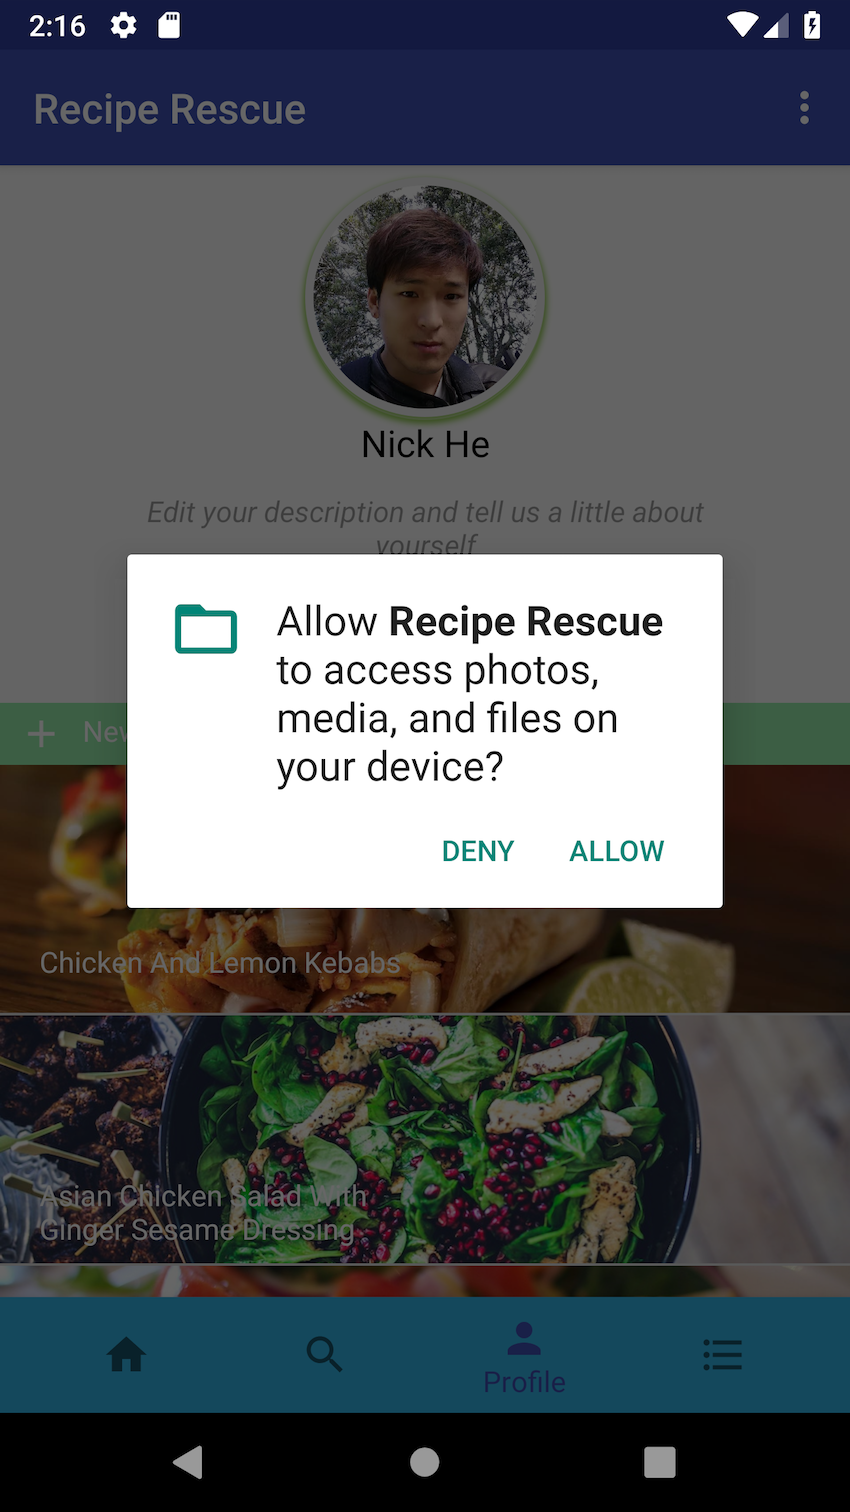 2:16
Recipe Rescue
Nick He
Edit your description and tell us a little about
yourself
Allow Recipe Rescue
to access photos,
media, and files on
your device?
DENY ALLOW
Chicken And Lemon Kebabs
Asian Chicken Salad With
Ginger Sesame Dressing
Profile